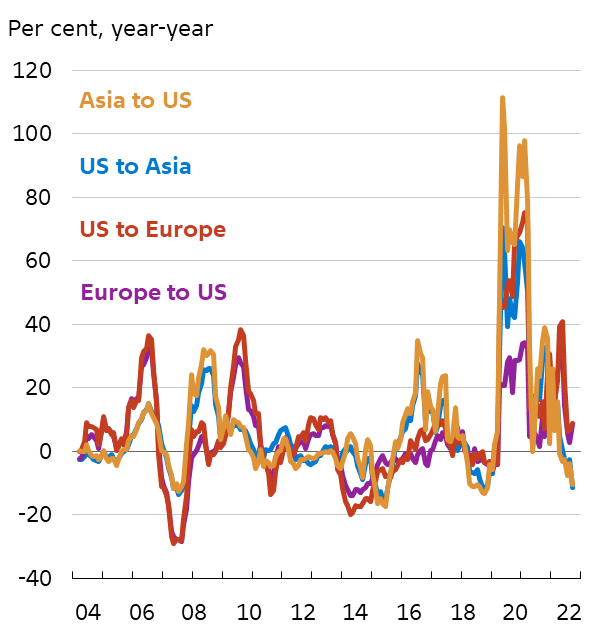 Per cent, year-year
120
100
80
60
40
20
0
-20
-40
Asia to US
US to Asia
US to Europe
Europe to US
04 06 08 10 12 14 16 18 20 22